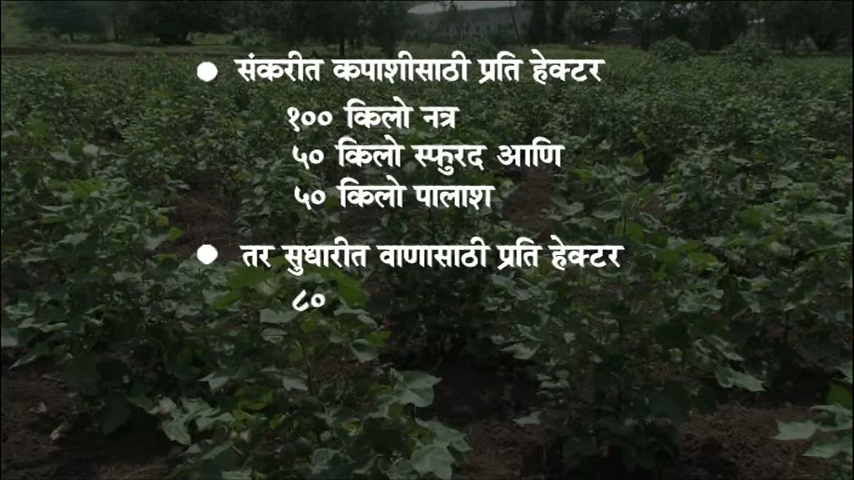 संकरीत कपाशीसाठी प्रति हेक्टर
१०० किलो नत्र
५० किलो स्फुरद आणि
५० किलो पालाश
तर सुधारीत वाणासाठी प्रति हेक्टर
८०